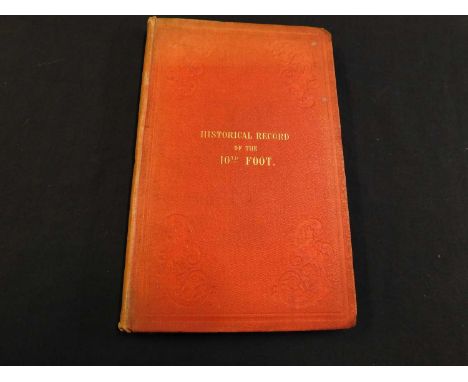 HISTORICAL RECORD
OF THE
10TH FOOT.